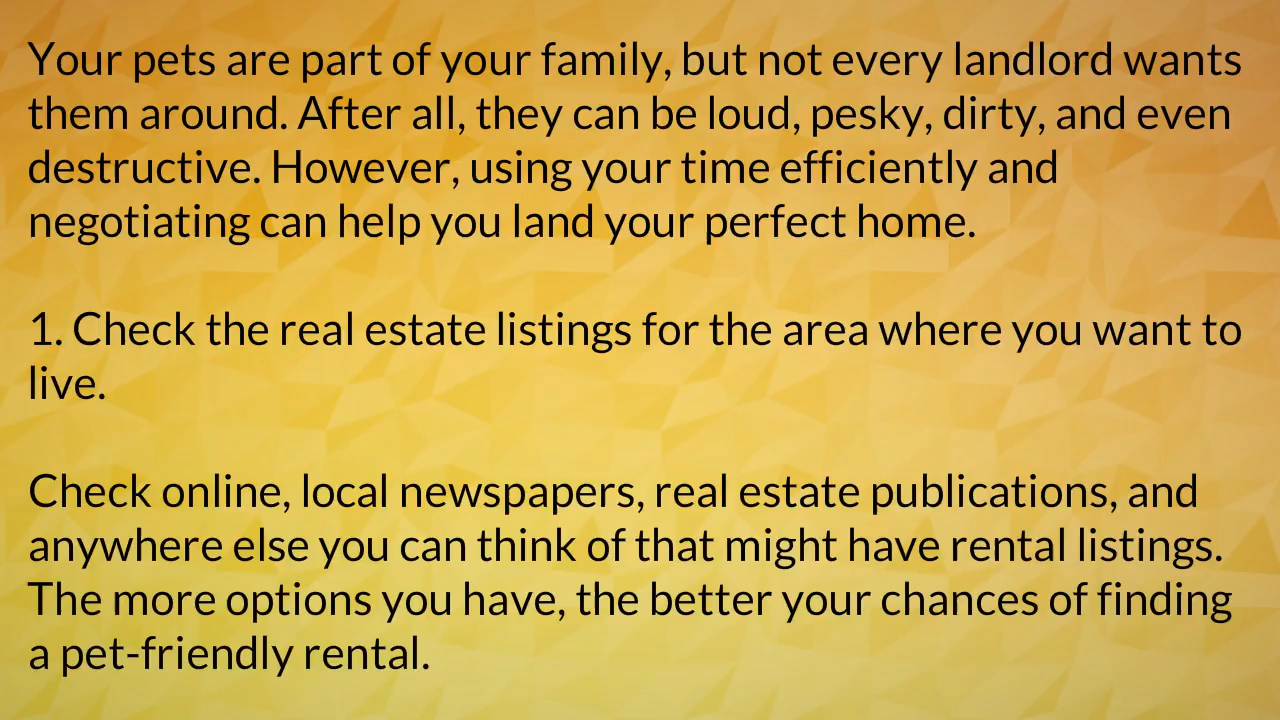 Your pets are part of your family, but not every landlord wants
them around. After all, they can be loud, pesky, dirty, and even
destructive. However, using your time efficiently and
negotiating can help you land your perfect home.
1. Check the real estate listings for the area where you want to
live.
Check online, local newspapers, real estate publications, and
anywhere else you can think of that might have rental listings.
The more options you have, the better your chances of finding
a pet-friendly rental.